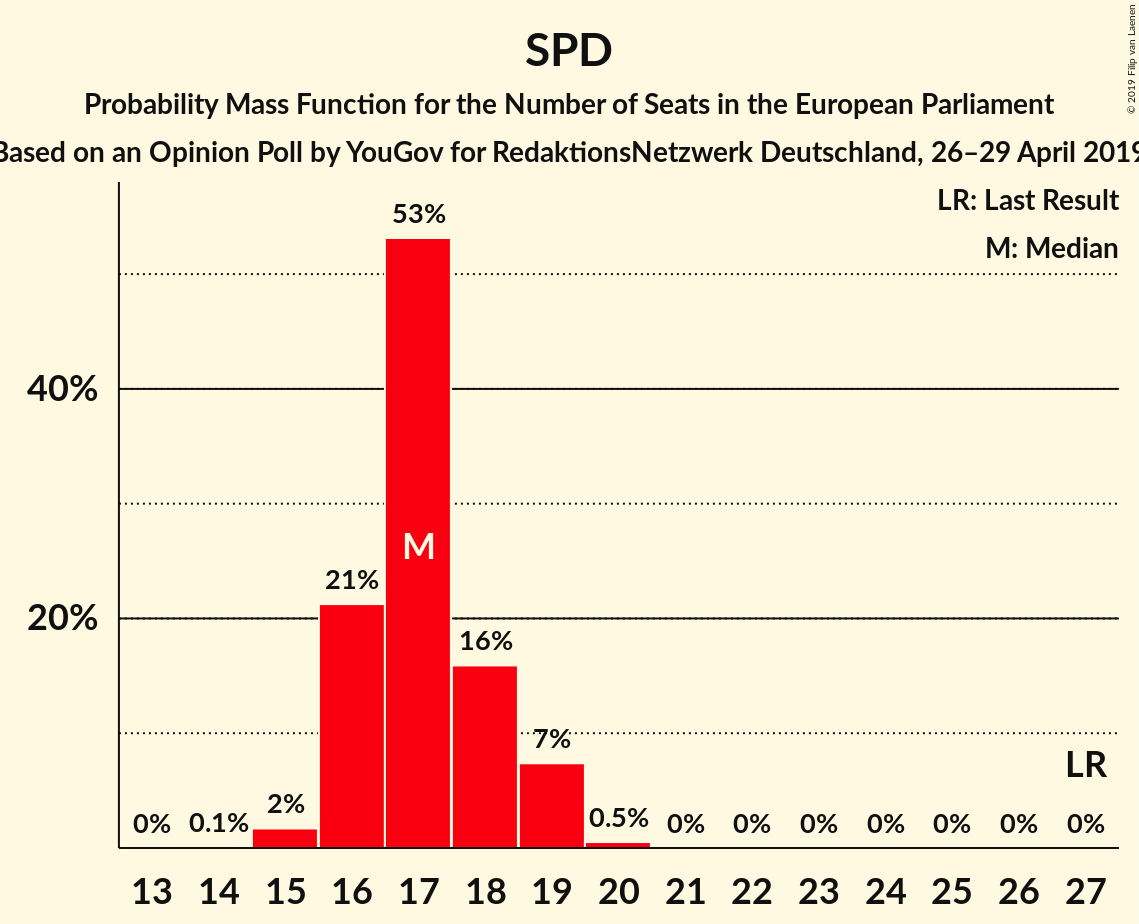 SPD
Probability Mass Function for the Number of Seats in the European Parliament
Based on an Opinion Poll by YouGov for RedaktionsNetzwerk Deutschland, 26–29 April 2019
© 2019 Filip van Laenen
LR: Last Result
M: Median
53%
40%
M
21%
20%
16%
7%
LR
0% 0.1% 2% 0.5% 0% 0% 0% 0% 0% 0% 0%
13 14 15 16 17 18 19 20 21 22 23 24 25 26 27